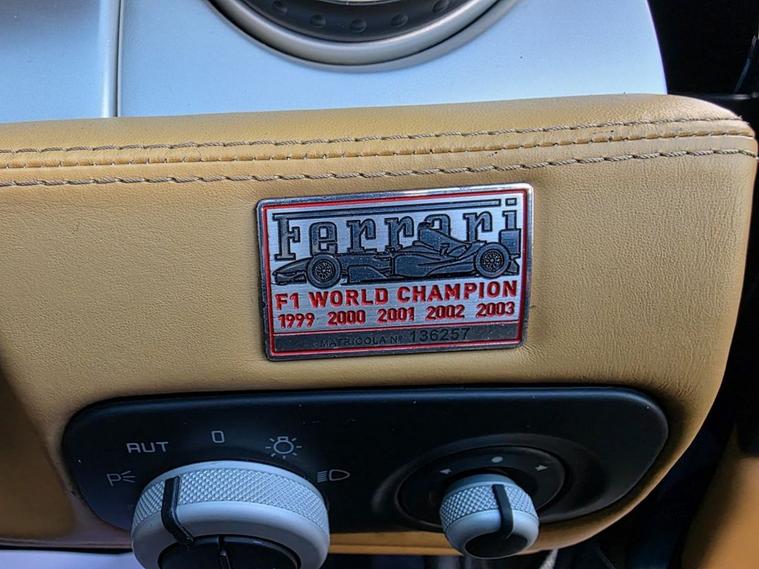 Ferrari
F1 WORLD CHAMPION
1999 2000 2001 2002 2003
MATRICOLA N° 136257
AUT 0